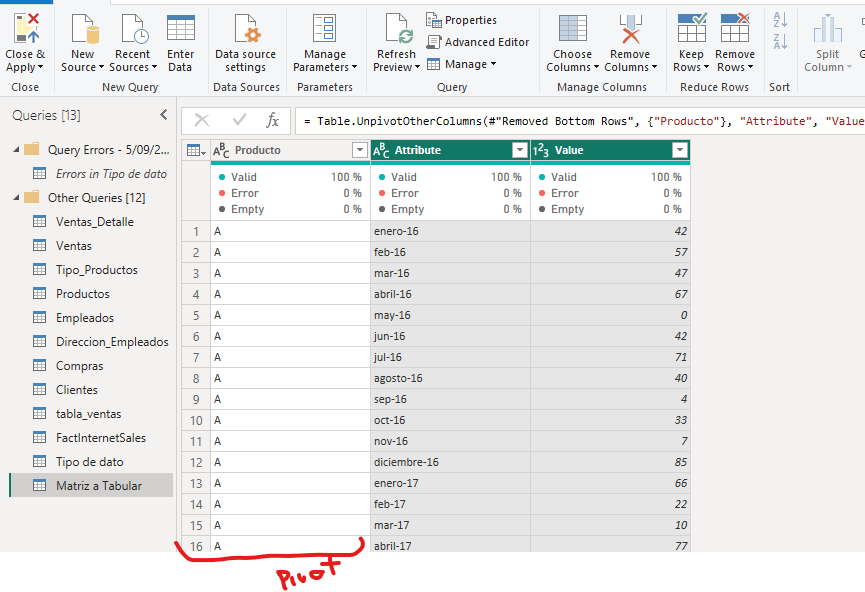 Close &
Apply
New
Source
Recent
Sources
Enter
Data
Data source
settings
Manage
Parameters
Refresh
Preview
Properties
Advanced Editor
Manage
Choose
Columns
Remove
Columns
Keep
Rows
Remove
Rows
Split
Column
Close
New Query
Data Sources
Parameters
Query
Manage Columns
Reduce Rows
Sort
Queries [13]
fx
= Table.UnpivotOtherColumns(#"Removed Bottom Rows", {"Producto"}, "Attribute", "Value
Query Errors - 5/09/2...
Errors in Tipo de dato
Other Queries [12]
Ventas_Detalle
Ventas
Tipo_Productos
Productos
Empleados
Direccion_Empleados
Compras
Clientes
tabla_ventas
FactInternetSales
Tipo de dato
Matriz a Tabular
ABC Producto ABC Attribute 123 Value
Valid 100 % Valid 100 % Valid 100 %
Error 0 % Error 0 % Error 0 %
Empty 0 % Empty 0 % Empty 0 %
1 A enero-16 42
2 A feb-16 57
3 A mar-16 47
4 A abril-16 67
5 A may-16 0
6 A jun-16 42
7 A jul-16 71
8 A agosto-16 40
9 A sep-16 4
10 A oct-16 33
11 A nov-16 7
12 A diciembre-16 85
13 A enero-17 66
14 A feb-17 22
15 A mar-17 10
16 A abril-17 77
Pivot